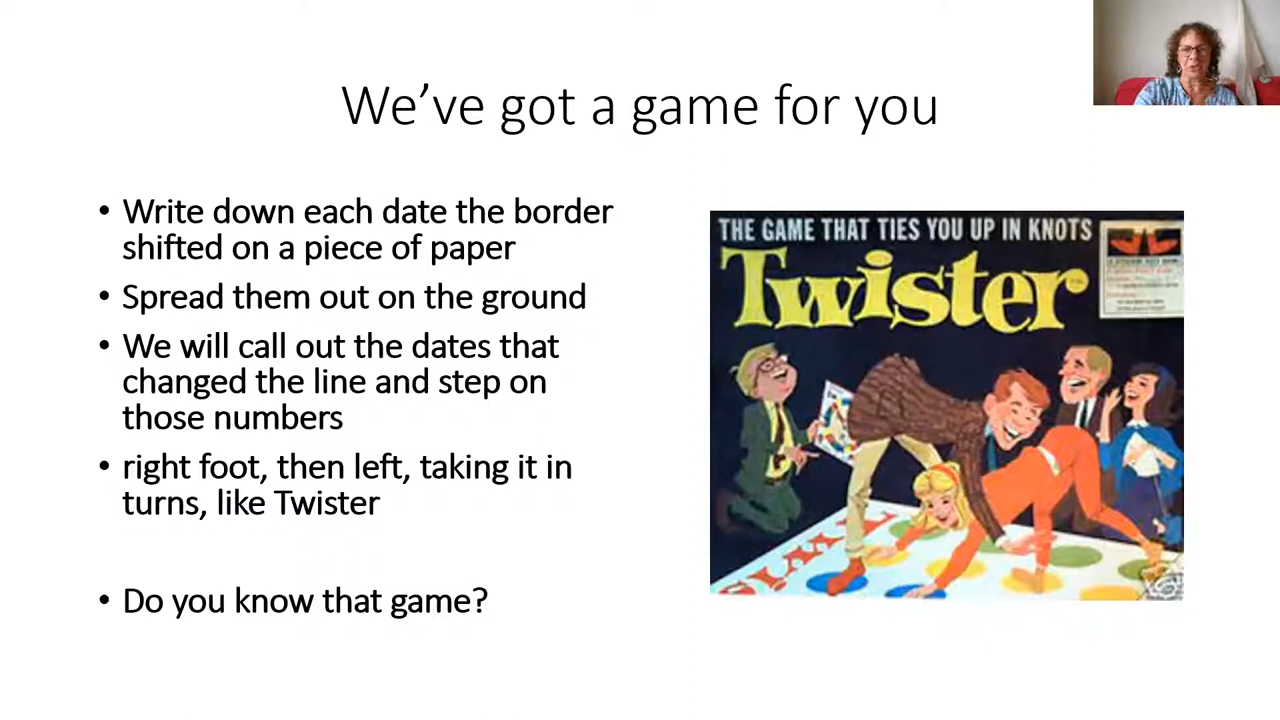 We've got a game for you
• Write down each date the border
shifted on a piece of paper
• Spread them out on the ground
• We will call out the dates that
changed the line and step on
those numbers
• right foot, then left, taking it in
turns, like Twister
• Do you know that game?
THE GAME THAT TIES YOU UP IN KNOTS
Twister